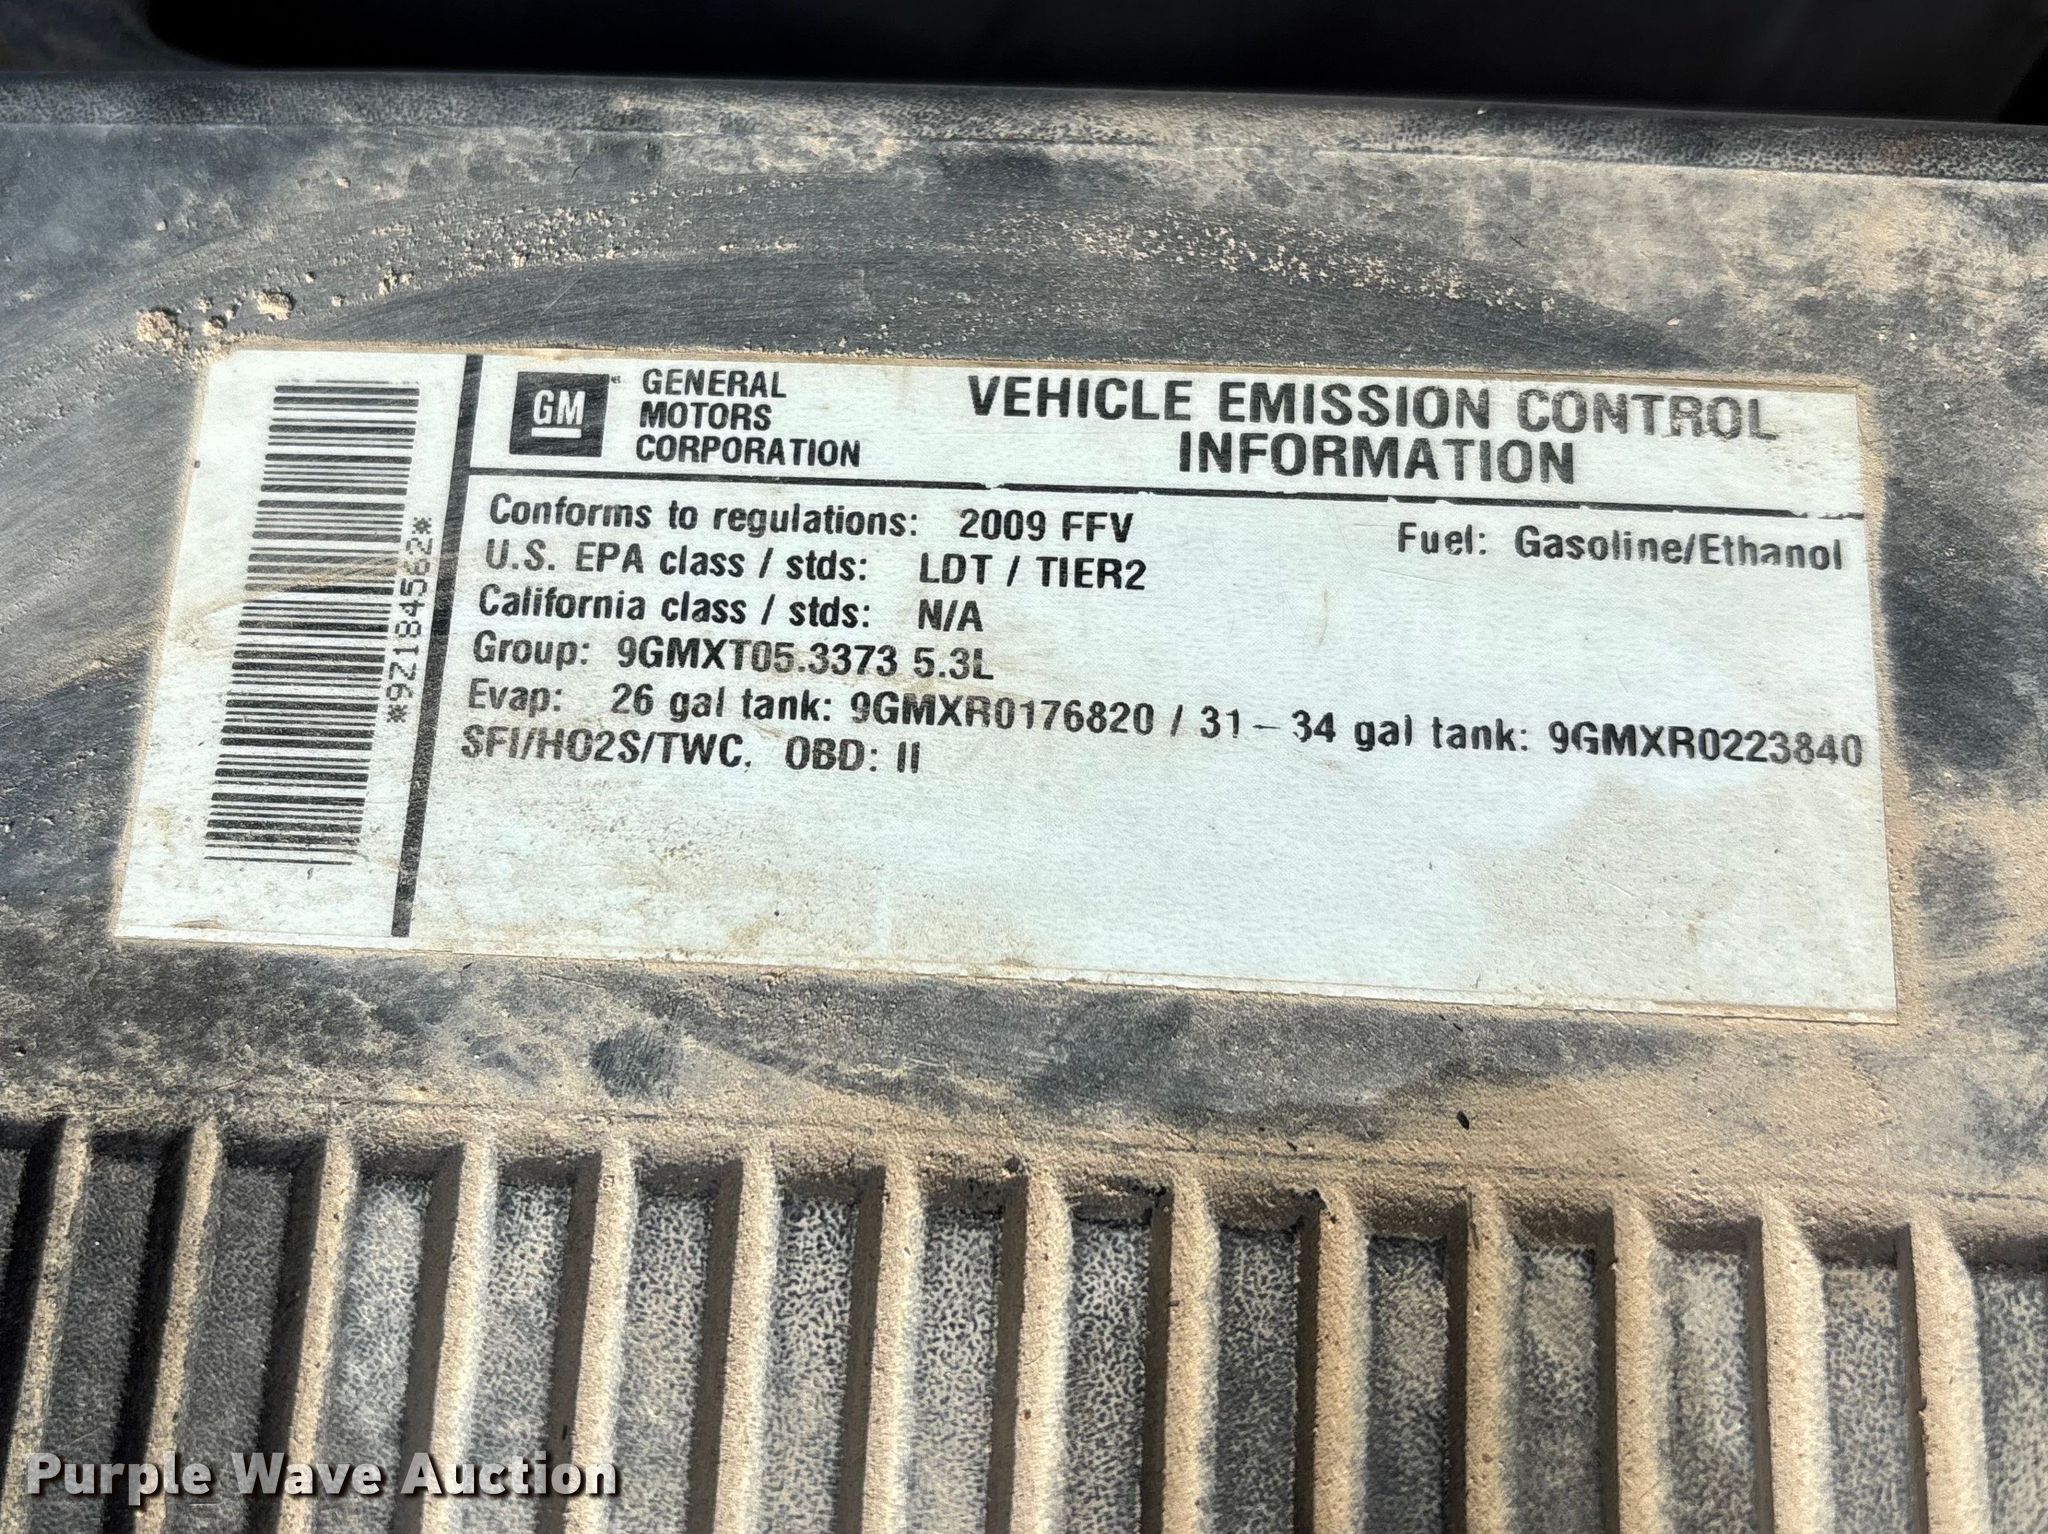 *9Z184562*
GM
GENERAL
MOTORS
CORPORATION
VEHICLE EMISSION CONTROL
INFORMATION
Conforms to regulations: 2009 FFV
Fuel: Gasoline/Ethanol
U.S. EPA class / stds: LDT / TIER2
California class / stds: N/A
Group: 9GMXT05.3373 5.3L
Evap: 26 gal tank: 9GMXR0176820 / 31 – 34 gal tank: 9GMXR0223840
SFI/HO2S/TWC, OBD: II
Purple Wave Auction